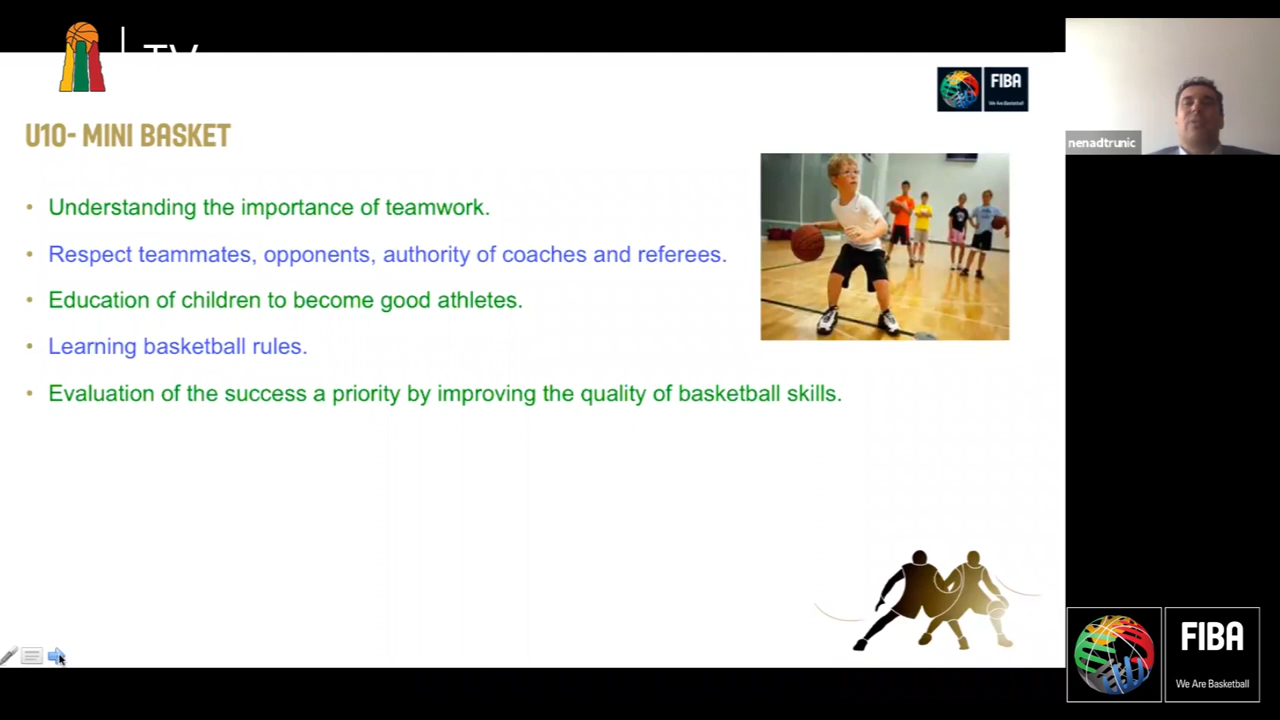 TV
FIBA
We Are Basketball
nenadtrunic
U10- MINI BASKET
• Understanding the importance of teamwork.
• Respect teammates, opponents, authority of coaches and referees.
• Education of children to become good athletes.
• Learning basketball rules.
• Evaluation of the success a priority by improving the quality of basketball skills.
FIBA
We Are Basketball